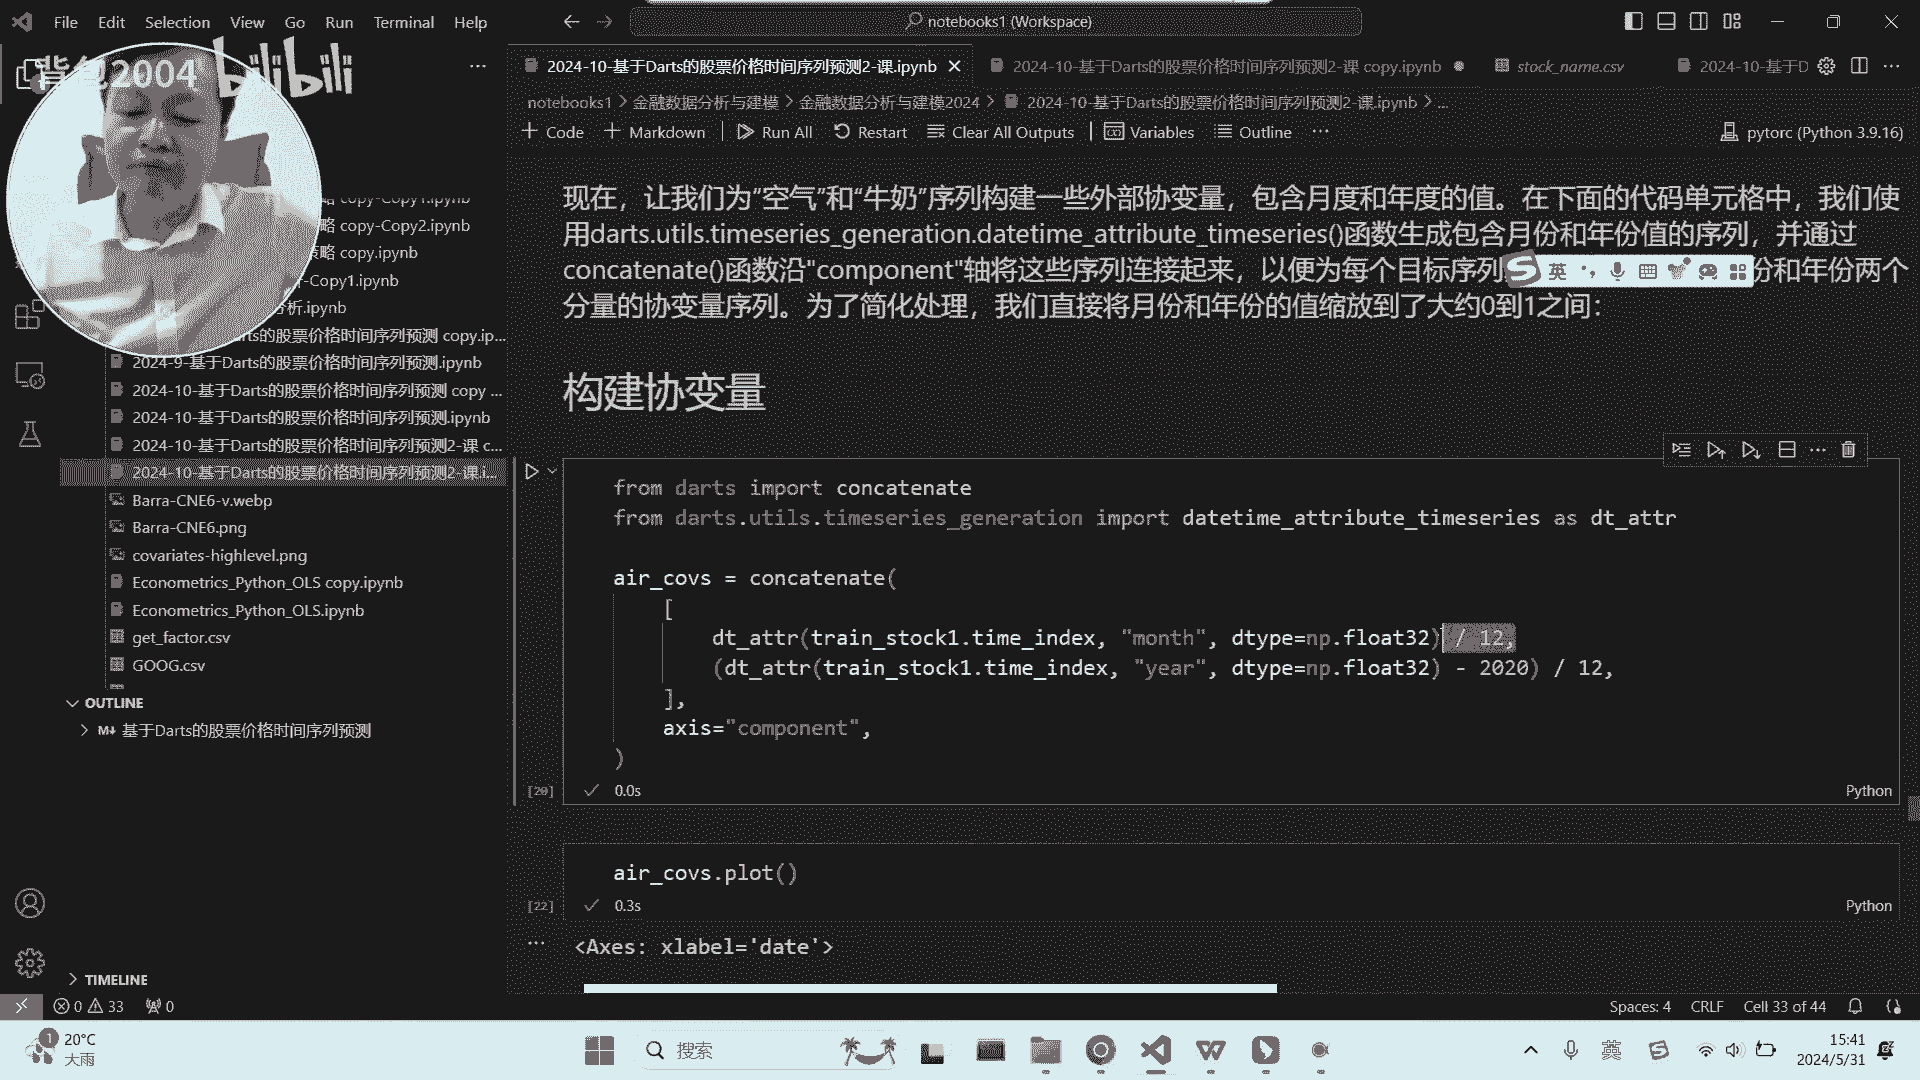 File Edit Selection View Go Run Terminal Help
notebooks1 (Workspace)
背包2004 bilibili
2024-10-基于Darts的股票价格时间序列预测2-课.ipynb
2024-10-基于Darts的股票价格时间序列预测2-课 copy.ipynb
stock_name.csv
2024-10-基于D
notebooks1 > 金融数据分析与建模 > 金融数据分析与建模2024 > 2024-10-基于Darts的股票价格时间序列预测2-课.ipynb > ...
+ Code + Markdown Run All Restart Clear All Outputs Variables Outline ...
pytorc (Python 3.9.16)
略 copy-Copy1.ipynb
略 copy-Copy2.ipynb
略 copy.ipynb
-Copy1.ipynb
分析.ipynb
基于Darts的股票价格时间序列预测 copy.ip...
2024-9-基于Darts的股票价格时间序列预测.ipynb
2024-10-基于Darts的股票价格时间序列预测 copy ...
2024-10-基于Darts的股票价格时间序列预测.ipynb
2024-10-基于Darts的股票价格时间序列预测2-课 c...
2024-10-基于Darts的股票价格时间序列预测2-课.i...
Barra-CNE6-v.webp
Barra-CNE6.png
covariates-highlevel.png
Econometrics_Python_OLS copy.ipynb
Econometrics_Python_OLS.ipynb
get_factor.csv
GOOG.csv
OUTLINE
基于Darts的股票价格时间序列预测
TIMELINE
现在，让我们为“空气”和“牛奶”序列构建一些外部协变量，包含月度和年度的值。在下面的代码单元格中，我们使
用darts.utils.timeseries_generation.datetime_attribute_timeseries()函数生成包含月份和年份值的序列，并通过
concatenate()函数沿"component"轴将这些序列连接起来，以便为每个目标序列 英 份和年份两个
分量的协变量序列。为了简化处理，我们直接将月份和年份的值缩放到了大约0到1之间：
构建协变量
from darts import concatenate
from darts.utils.timeseries_generation import datetime_attribute_timeseries as dt_attr
air_covs = concatenate(
[
dt_attr(train_stock1.time_index, "month", dtype=np.float32) / 12,
(dt_attr(train_stock1.time_index, "year", dtype=np.float32) - 2020) / 12,
],
axis="component",
)
[20] 0.0s Python
air_covs.plot()
[22] 0.3s Python
<Axes: xlabel='date'>
0 33 0
Spaces: 4 CRLF Cell 33 of 44
1 20°C
大雨
搜索
英
15:41
2024/5/31